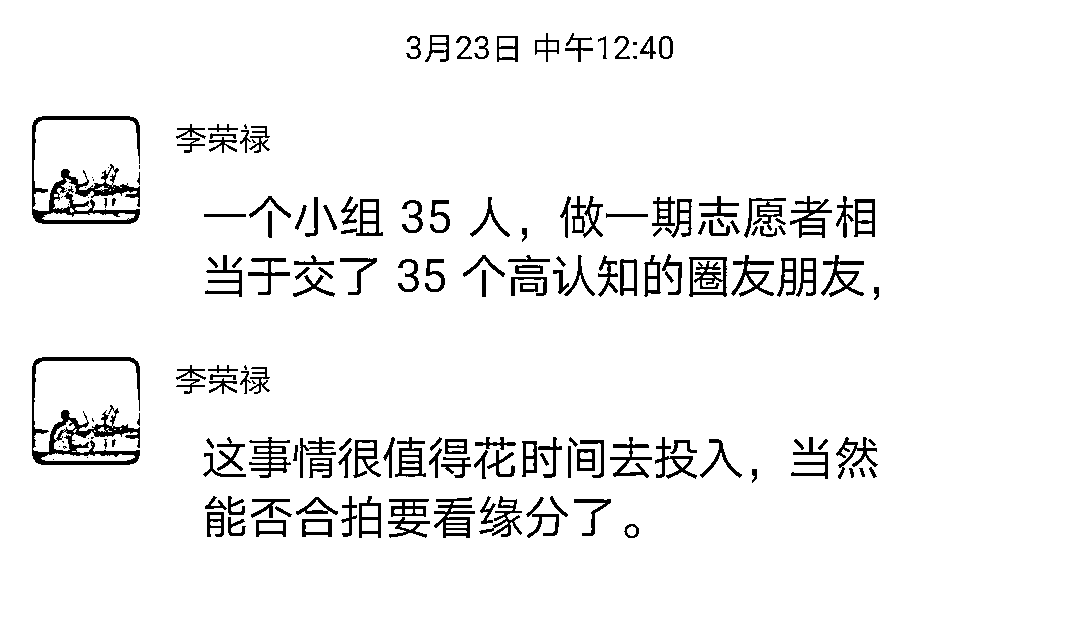 3月23日 中午12:40
李荣禄
一个小组 35 人，做一期志愿者相
当于交了 35 个高认知的圈友朋友，
李荣禄
这事情很值得花时间去投入，当然
能否合拍要看缘分了。